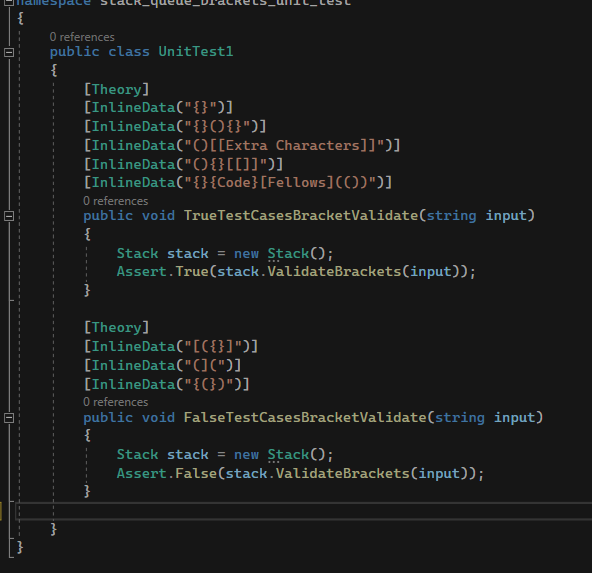 namespace stack_queue_brackets_unit_test
{
0 references
public class UnitTest1
{
[Theory]
[InlineData("{}")]
[InlineData("{}(){}")]
[InlineData("()[[Extra Characters]]")]
[InlineData("(){}[[]]")]
[InlineData("{}{Code}[Fellows](())")]
0 references
public void TrueTestCasesBracketValidate(string input)
{
Stack stack = new Stack();
Assert.True(stack.ValidateBrackets(input));
}
[Theory]
[InlineData("[({}]")]
[InlineData("(](")]
[InlineData("{(})")]
0 references
public void FalseTestCasesBracketValidate(string input)
{
Stack stack = new Stack();
Assert.False(stack.ValidateBrackets(input));
}
}
}